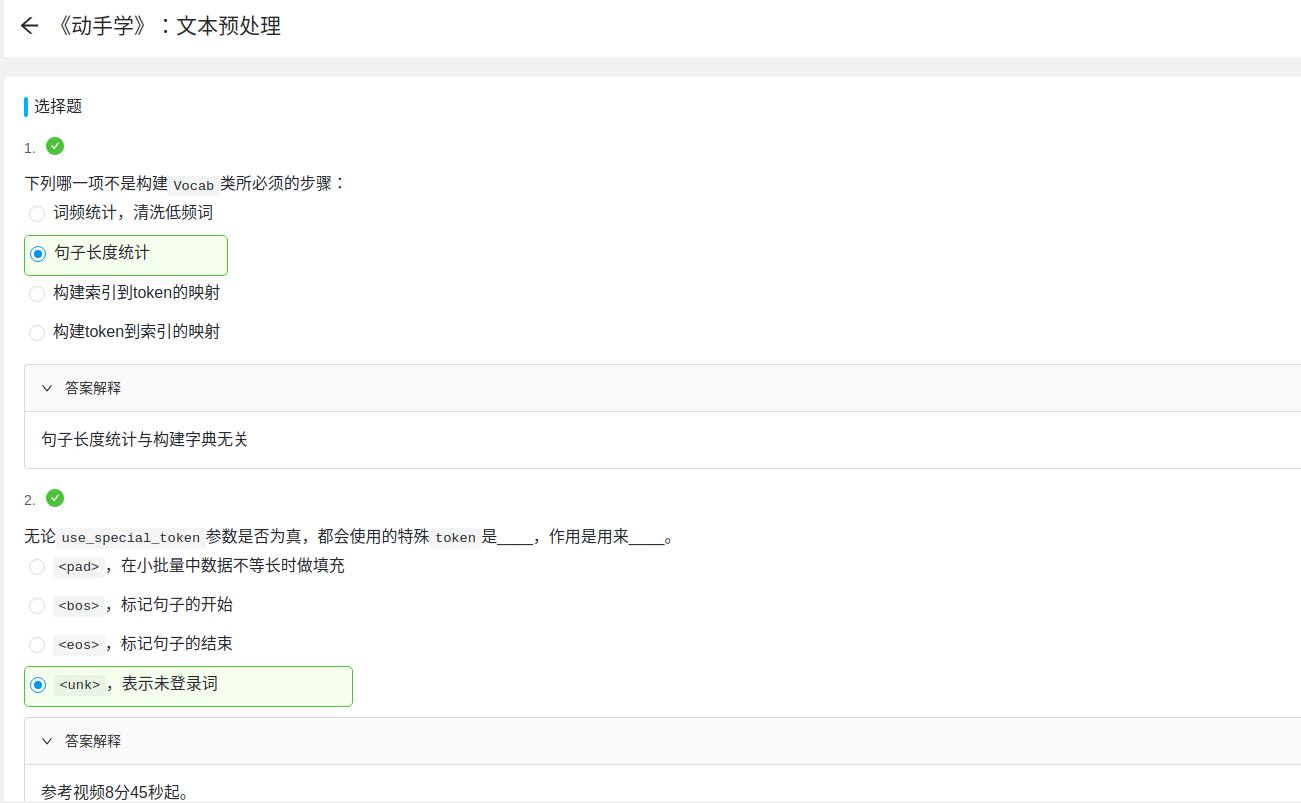 《动手学》：文本预处理
选择题
1.
下列哪一项不是构建 Vocab 类所必须的步骤：
词频统计，清洗低频词
句子长度统计
构建索引到token的映射
构建token到索引的映射
答案解释
句子长度统计与构建字典无关
2.
无论 use_special_token 参数是否为真，都会使用的特殊 token 是____，作用是用来____。
<pad>，在小批量中数据不等长时做填充
<bos>，标记句子的开始
<eos>，标记句子的结束
<unk>，表示未登录词
答案解释
参考视频8分45秒起。